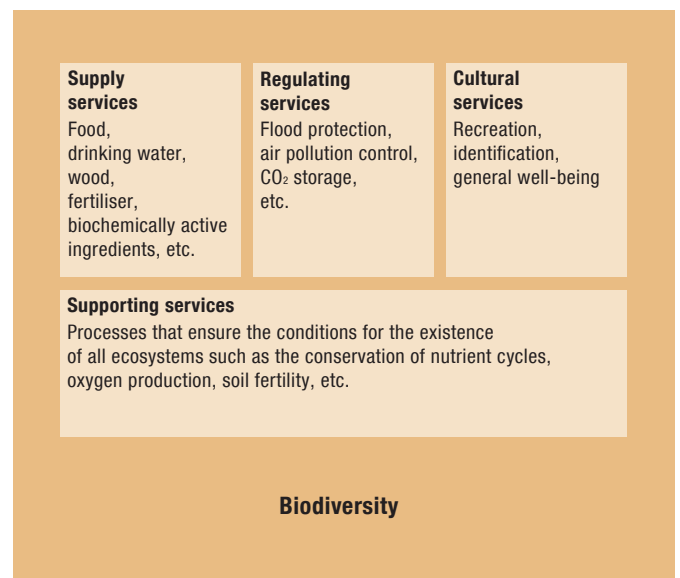 Supply
services
Food,
drinking water,
wood,
fertiliser,
biochemically active
ingredients, etc.
Regulating
services
Flood protection,
air pollution control,
CO₂ storage,
etc.
Cultural
services
Recreation,
identification,
general well-being
Supporting services
Processes that ensure the conditions for the existence
of all ecosystems such as the conservation of nutrient cycles,
oxygen production, soil fertility, etc.
Biodiversity